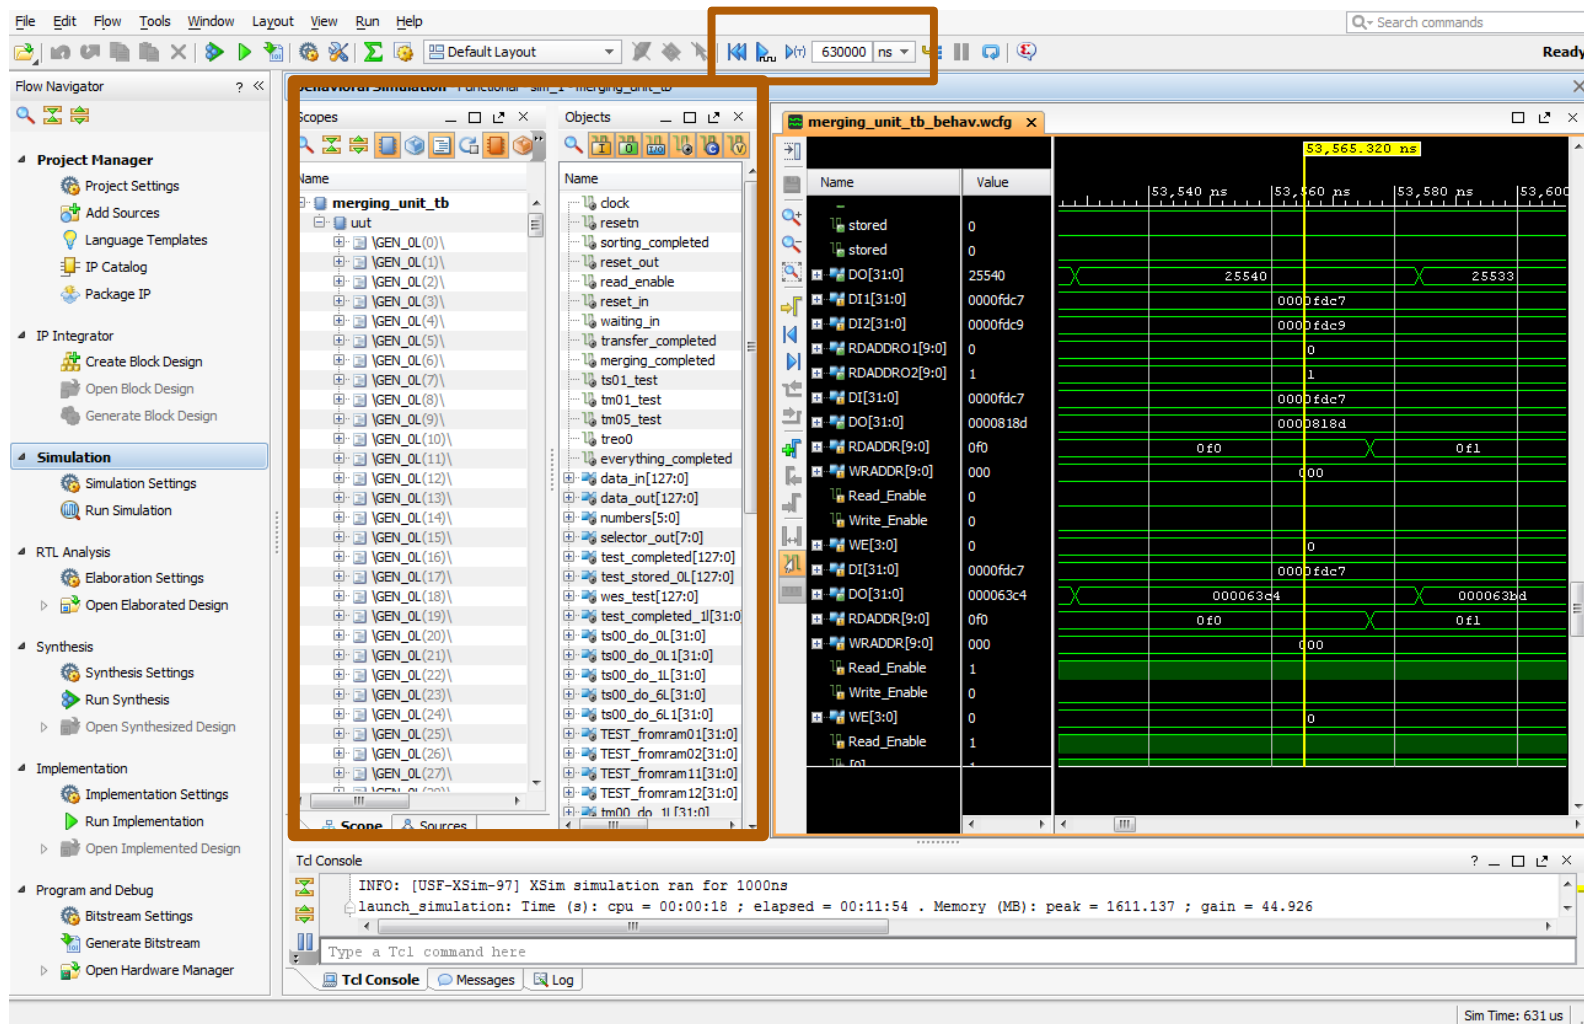 File Edit Flow Tools Window Layout View Run Help
Search commands
Default Layout
(T)
630000 ns
Ready
Flow Navigator
Behavioral Simulation - Functional - sim_1 - merging_unit_tb
Project Manager
Project Settings
Add Sources
Language Templates
IP Catalog
Package IP
IP Integrator
Create Block Design
Open Block Design
Generate Block Design
Simulation
Simulation Settings
Run Simulation
RTL Analysis
Elaboration Settings
Open Elaborated Design
Synthesis
Synthesis Settings
Run Synthesis
Open Synthesized Design
Implementation
Implementation Settings
Run Implementation
Open Implemented Design
Program and Debug
Bitstream Settings
Generate Bitstream
Open Hardware Manager
Scopes
Name
merging_unit_tb
uut
\GEN_0L(0)\
\GEN_0L(1)\
\GEN_0L(2)\
\GEN_0L(3)\
\GEN_0L(4)\
\GEN_0L(5)\
\GEN_0L(6)\
\GEN_0L(7)\
\GEN_0L(8)\
\GEN_0L(9)\
\GEN_0L(10)\
\GEN_0L(11)\
\GEN_0L(12)\
\GEN_0L(13)\
\GEN_0L(14)\
\GEN_0L(15)\
\GEN_0L(16)\
\GEN_0L(17)\
\GEN_0L(18)\
\GEN_0L(19)\
\GEN_0L(20)\
\GEN_0L(21)\
\GEN_0L(22)\
\GEN_0L(23)\
\GEN_0L(24)\
\GEN_0L(25)\
\GEN_0L(26)\
\GEN_0L(27)\
\GEN_0L(28)\
Scope Sources
Objects
Name
clock
resetn
sorting_completed
reset_out
read_enable
reset_in
waiting_in
transfer_completed
merging_completed
ts01_test
tm01_test
tm05_test
treo0
everything_completed
data_in[127:0]
data_out[127:0]
numbers[5:0]
selector_out[7:0]
test_completed[127:0]
test_stored_0L[127:0]
wes_test[127:0]
test_completed_1l[31:0
ts00_do_0L[31:0]
ts00_do_0L1[31:0]
ts00_do_1L[31:0]
ts00_do_6L[31:0]
ts00_do_6L1[31:0]
TEST_fromram01[31:0]
TEST_fromram02[31:0]
TEST_fromram11[31:0]
TEST_fromram12[31:0]
tm00_do_1l[31:0]
merging_unit_tb_behav.wcfg
53,565.320 ns
Name Value
53,540 ns 53,560 ns 53,580 ns 53,600
stored 0
stored 0
DO[31:0] 25540 25540 25533
DI1[31:0] 0000fdc7 0000fdc7
DI2[31:0] 0000fdc9 0000fdc9
RDADDRO1[9:0] 0 0
RDADDRO2[9:0] 1 1
DI[31:0] 0000fdc7 0000fdc7
DO[31:0] 0000818d 0000818d
RDADDR[9:0] 0f0 0f0 0f1
WRADDR[9:0] 000 000
Read_Enable 0
Write_Enable 0
WE[3:0] 0 0
DI[31:0] 0000fdc7 0000fdc7
DO[31:0] 000063c4 000063c4 000063bd
RDADDR[9:0] 0f0 0f0 0f1
WRADDR[9:0] 000 000
Read_Enable 1
Write_Enable 0
WE[3:0] 0 0
Read_Enable 1
[0] 1
Tcl Console
INFO: [USF-XSim-97] XSim simulation ran for 1000ns
launch_simulation: Time (s): cpu = 00:00:18 ; elapsed = 00:11:54 . Memory (MB): peak = 1611.137 ; gain = 44.926
Type a Tcl command here
Tcl Console Messages Log
Sim Time: 631 us